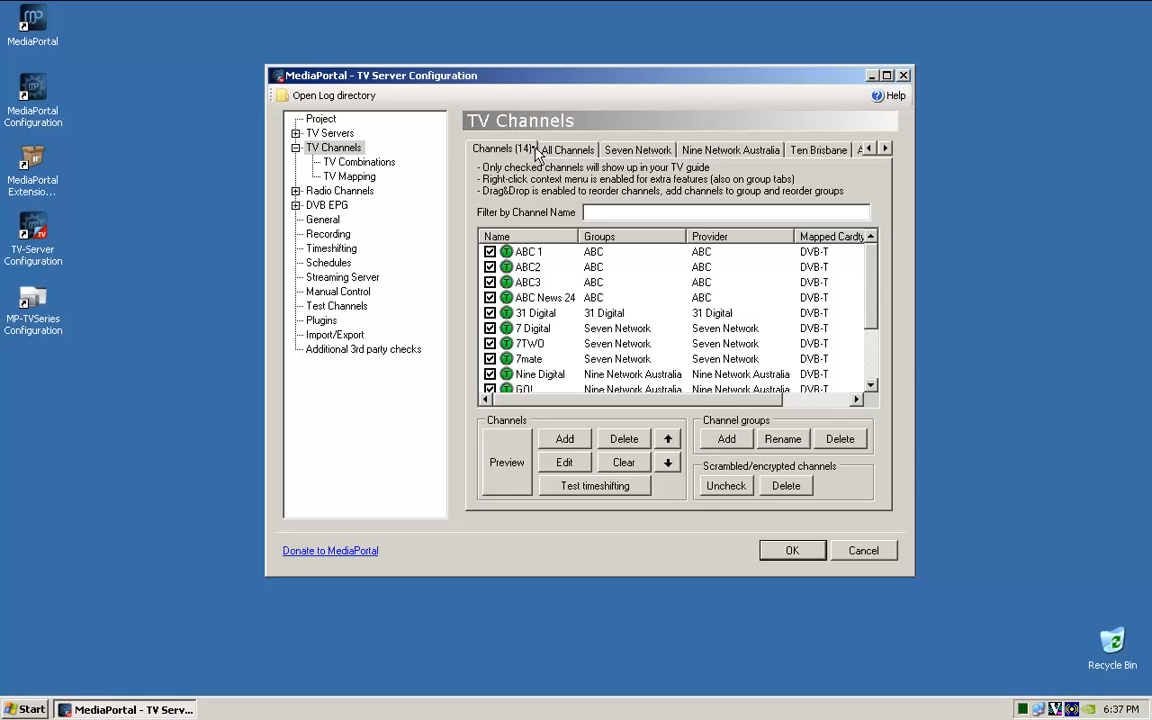 MediaPortal
MediaPortal
Configuration
MediaPortal
Extensio...
TV-Server
Configuration
MP-TVSeries
Configuration
MediaPortal - TV Server Configuration
Open Log directory
Help
Project
TV Servers
TV Channels
TV Combinations
TV Mapping
Radio Channels
DVB EPG
General
Recording
Timeshifting
Schedules
Streaming Server
Manual Control
Test Channels
Plugins
Import/Export
Additional 3rd party checks
TV Channels
Channels (14) All Channels Seven Network Nine Network Australia Ten Brisbane
- Only checked channels will show up in your TV guide
- Right-click context menu is enabled for extra features (also on group tabs)
- Drag&Drop is enabled to reorder channels, add channels to group and reorder groups
Filter by Channel Name
Name Groups Provider Mapped Cardty
ABC 1 ABC ABC DVB-T
ABC2 ABC ABC DVB-T
ABC3 ABC ABC DVB-T
ABC News 24 ABC ABC DVB-T
31 Digital 31 Digital 31 Digital DVB-T
7 Digital Seven Network Seven Network DVB-T
7TWO Seven Network Seven Network DVB-T
7mate Seven Network Seven Network DVB-T
Nine Digital Nine Network Australia Nine Network Australia DVB-T
GO! Nine Network Australia Nine Network Australia DVB-T
Channels
Preview
Add Delete
Edit Clear
Test timeshifting
Channel groups
Add Rename Delete
Scrambled/encrypted channels
Uncheck Delete
Donate to MediaPortal
OK Cancel
Recycle Bin
Start MediaPortal - TV Serv... 6:37 PM